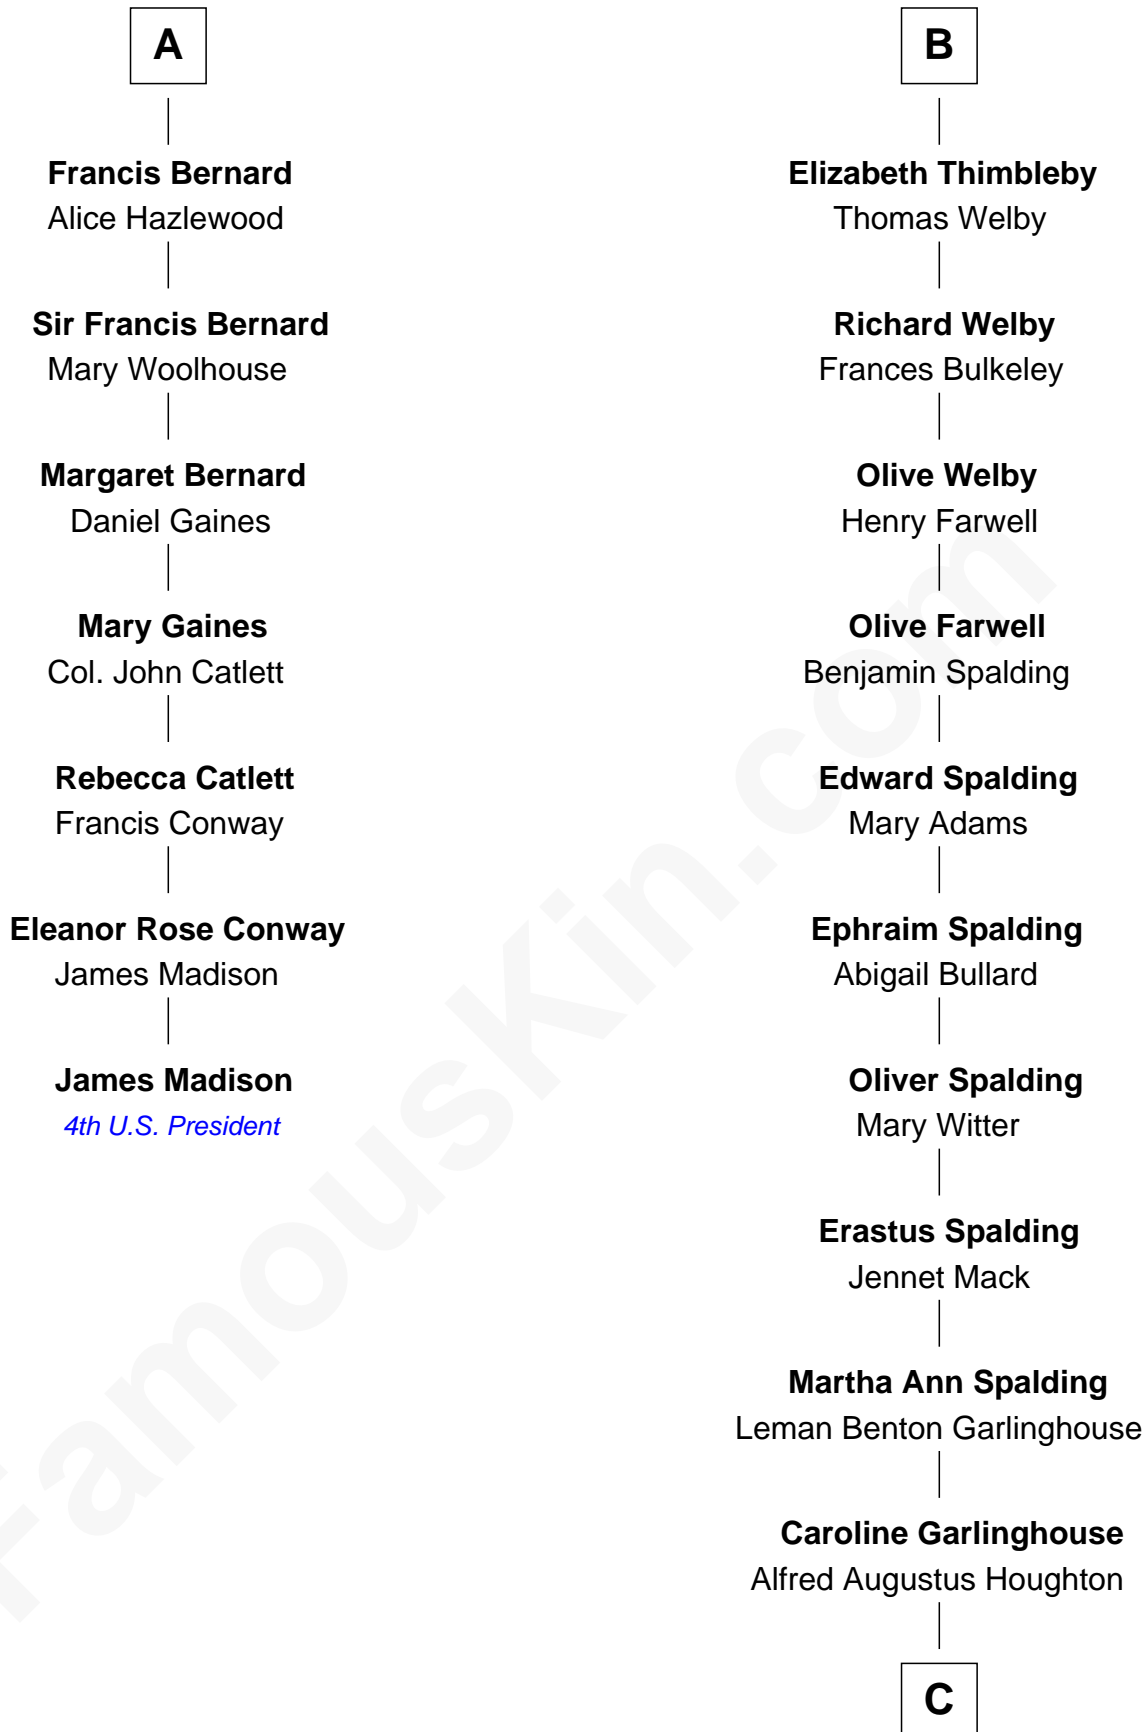 A
Francis Bernard
Alice Hazlewood
Sir Francis Bernard
Mary Woolhouse
Margaret Bernard
Daniel Gaines
Mary Gaines
Col. John Catlett
Rebecca Catlett
Francis Conway
Eleanor Rose Conway
James Madison
James Madison
4th U.S. President
B
Elizabeth Thimbleby
Thomas Welby
Richard Welby
Frances Bulkeley
Olive Welby
Henry Farwell
Olive Farwell
Benjamin Spalding
Edward Spalding
Mary Adams
Ephraim Spalding
Abigail Bullard
Oliver Spalding
Mary Witter
Erastus Spalding
Jennet Mack
Martha Ann Spalding
Leman Benton Garlinghouse
Caroline Garlinghouse
Alfred Augustus Houghton
C
FamousKin.com